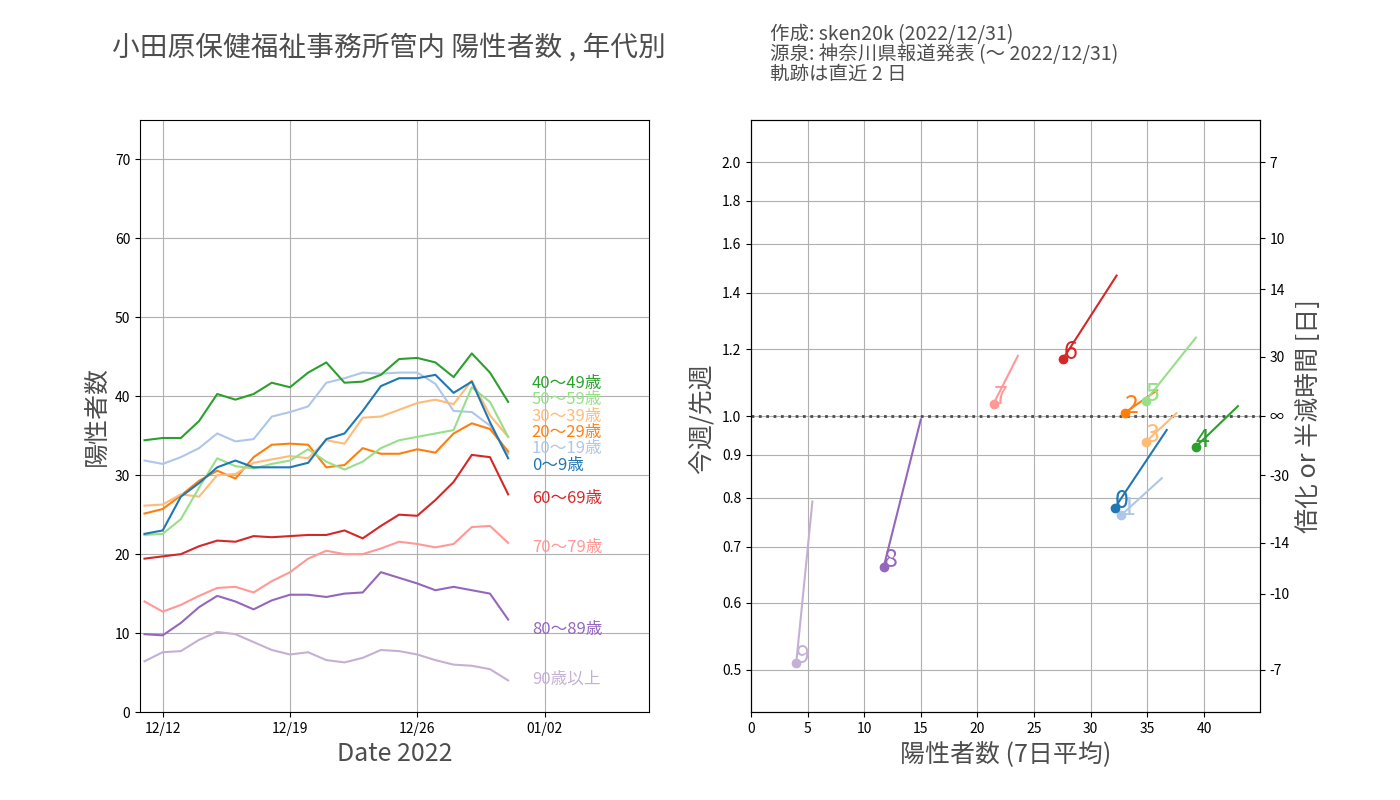 小田原保健福祉事務所管内 陽性者数 , 年代別
作成: sken20k (2022/12/31)
源泉: 神奈川県報道発表 (～ 2022/12/31)
軌跡は直近 2 日
陽性者数
70
60
50
40
30
20
10
0
12/12
12/19
12/26
01/02
Date 2022
40～49歳
50～59歳
30～39歳
20～29歳
10～19歳
0～9歳
60～69歳
70～79歳
80～89歳
90歳以上
今週/先週
2.0
1.8
1.6
1.4
1.2
1.0
0.9
0.8
0.7
0.6
0.5
0
5
10
15
20
25
30
35
40
陽性者数 (7日平均)
7
6
5
2
3
4
0
1
8
9
7
10
14
30
∞
-30
-14
-10
-7
倍化 or 半減時間 [日]